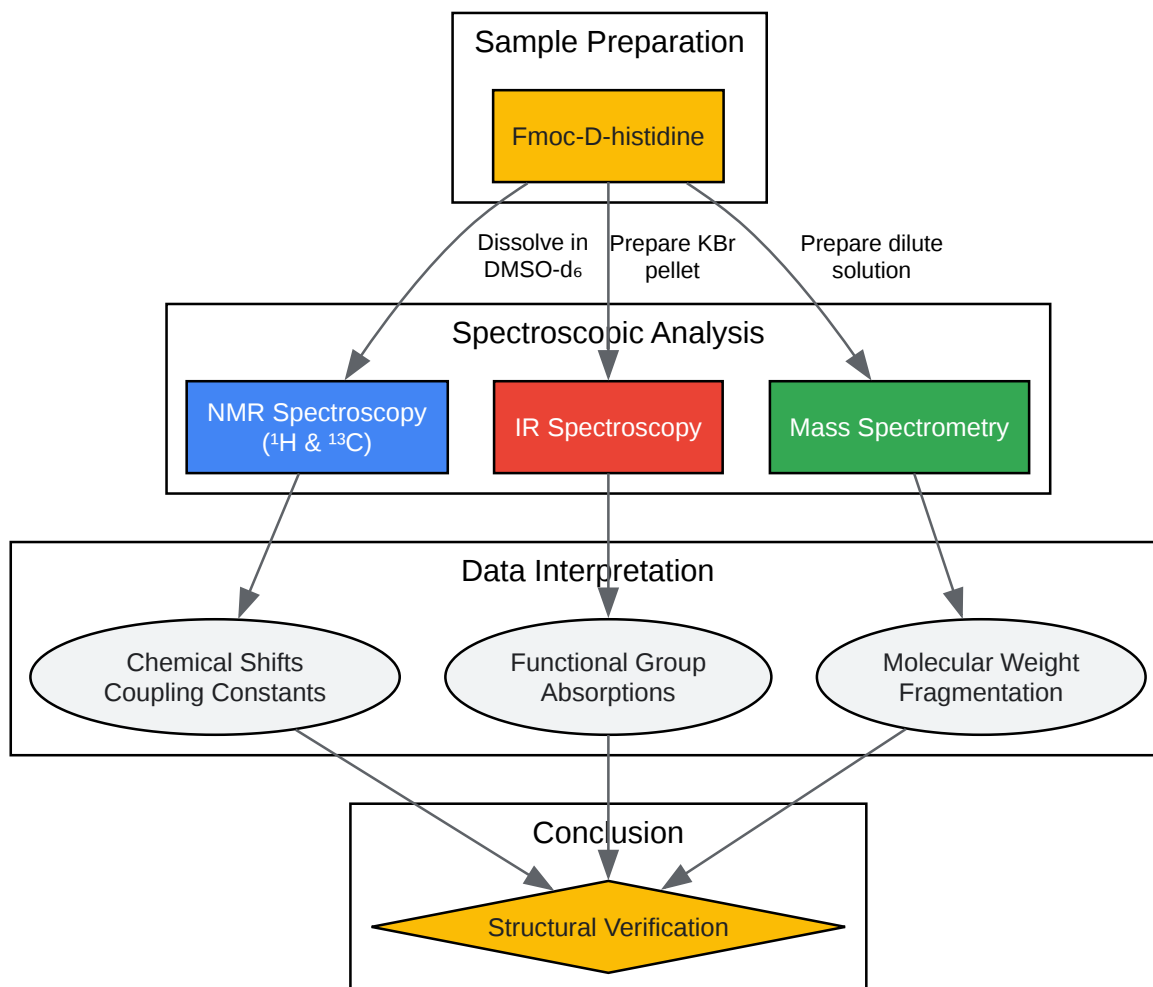 Sample Preparation
Fmoc-D-histidine
Dissolve in
DMSO-d₆
Prepare KBr
pellet
Prepare dilute
solution
Spectroscopic Analysis
NMR Spectroscopy
(¹H & ¹³C)
IR Spectroscopy
Mass Spectrometry
Data Interpretation
Chemical Shifts
Coupling Constants
Functional Group
Absorptions
Molecular Weight
Fragmentation
Conclusion
Structural Verification